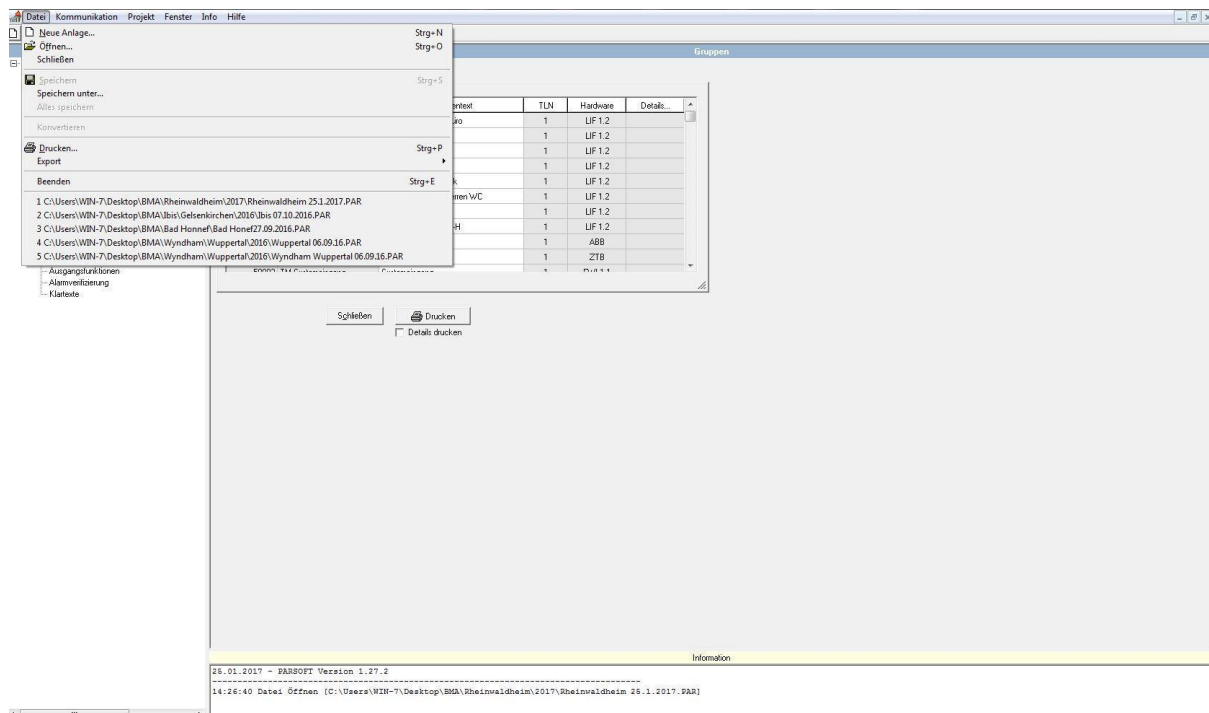 Datei Kommunikation Projekt Fenster Info Hilfe
Neue Anlage... Strg+N
Öffnen... Strg+O
Schließen
Speichern Strg+S
Speichern unter...
Alles speichern
Konvertieren
Drucken... Strg+P
Export
Beenden Strg+E
1 C:\Users\WIN-7\Desktop\BMA\Rheinwaldheim\2017\Rheinwaldheim 25.1.2017.PAR
2 C:\Users\WIN-7\Desktop\BMA\Ibis\Gelsenkirchen\2016\Ibis 07.10.2016.PAR
3 C:\Users\WIN-7\Desktop\BMA\Bad Honnef\Bad Honef27.09.2016.PAR
4 C:\Users\WIN-7\Desktop\BMA\Wyndham\Wuppertal\2016\Wuppertal 06.09.16.PAR
5 C:\Users\WIN-7\Desktop\BMA\Wyndham\Wuppertal\2016\Wyndham Wuppertal 06.09.16.PAR
Ausgangsfunktionen
Alarmverifizierung
Klartexte
Gruppen
TLN Hardware Details...
1 LIF 1.2
1 LIF 1.2
1 LIF 1.2
1 LIF 1.2
1 LIF 1.2
WC 1 LIF 1.2
1 LIF 1.2
-H 1 LIF 1.2
1 ABB
1 ZTB
Schließen Drucken
Details drucken
Information
25.01.2017 - PARSOFT Version 1.27.2
14:26:40 Datei Öffnen [C:\Users\WIN-7\Desktop\BMA\Rheinwaldheim\2017\Rheinwaldheim 25.1.2017.PAR]